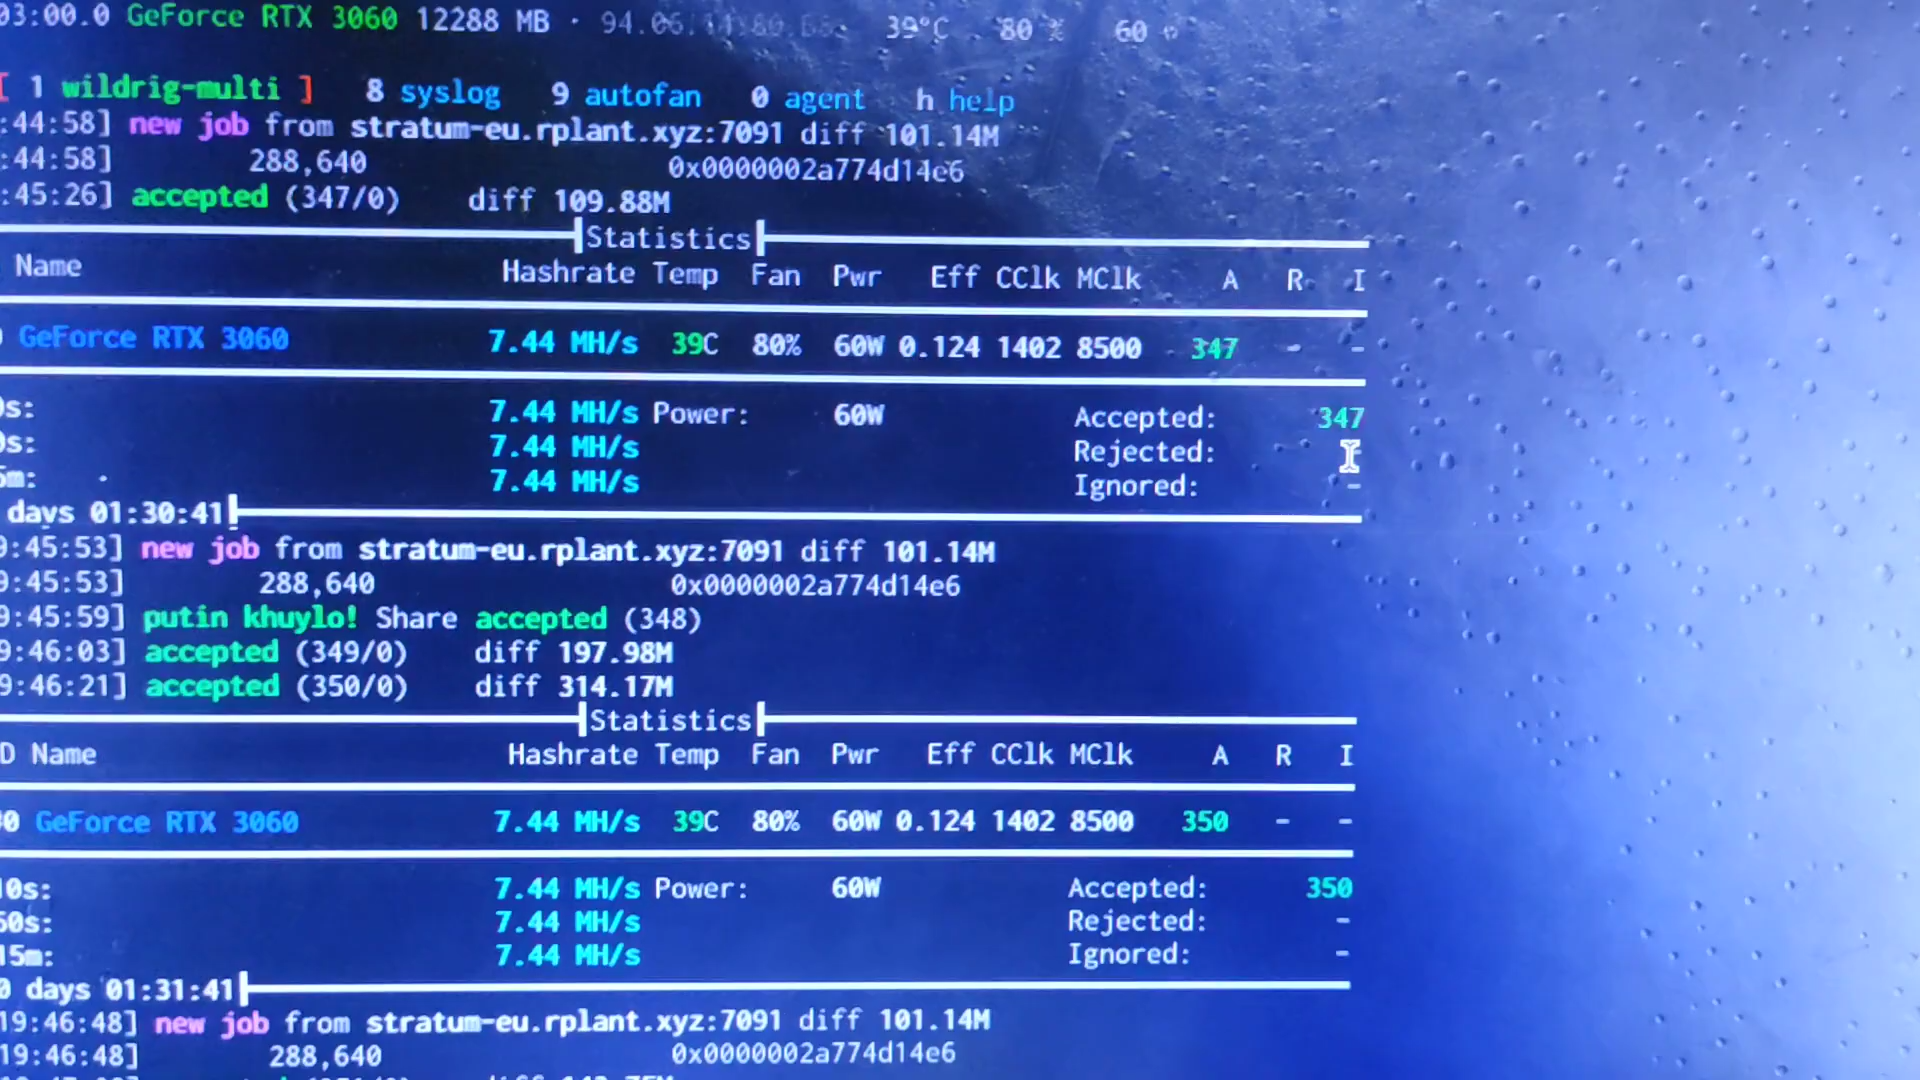 03:00.0 GeForce RTX 3060 12288 MB · 94.06 39°C 80 % 60
[ 1 wildrig-multi ] 8 syslog 9 autofan 0 agent h help
:44:58] new job from stratum-eu.rplant.xyz:7091 diff 101.14M
:44:58] 288,640 0x0000002a774d14e6
:45:26] accepted (347/0) diff 109.88M
Statistics
Name Hashrate Temp Fan Pwr Eff CClk MClk A R I
GeForce RTX 3060 7.44 MH/s 39C 80% 60W 0.124 1402 8500 347 - -
0s: 7.44 MH/s Power: 60W Accepted: 347
0s: 7.44 MH/s Rejected:
5m: 7.44 MH/s Ignored: -
days 01:30:41
9:45:53] new job from stratum-eu.rplant.xyz:7091 diff 101.14M
9:45:53] 288,640 0x0000002a774d14e6
9:45:59] putin khuylo! Share accepted (348)
9:46:03] accepted (349/0) diff 197.98M
9:46:21] accepted (350/0) diff 314.17M
Statistics
D Name Hashrate Temp Fan Pwr Eff CClk MClk A R I
#0 GeForce RTX 3060 7.44 MH/s 39C 80% 60W 0.124 1402 8500 350 - -
10s: 7.44 MH/s Power: 60W Accepted: 350
60s: 7.44 MH/s Rejected: -
15m: 7.44 MH/s Ignored: -
0 days 01:31:41
19:46:48] new job from stratum-eu.rplant.xyz:7091 diff 101.14M
19:46:48] 288,640 0x0000002a774d14e6